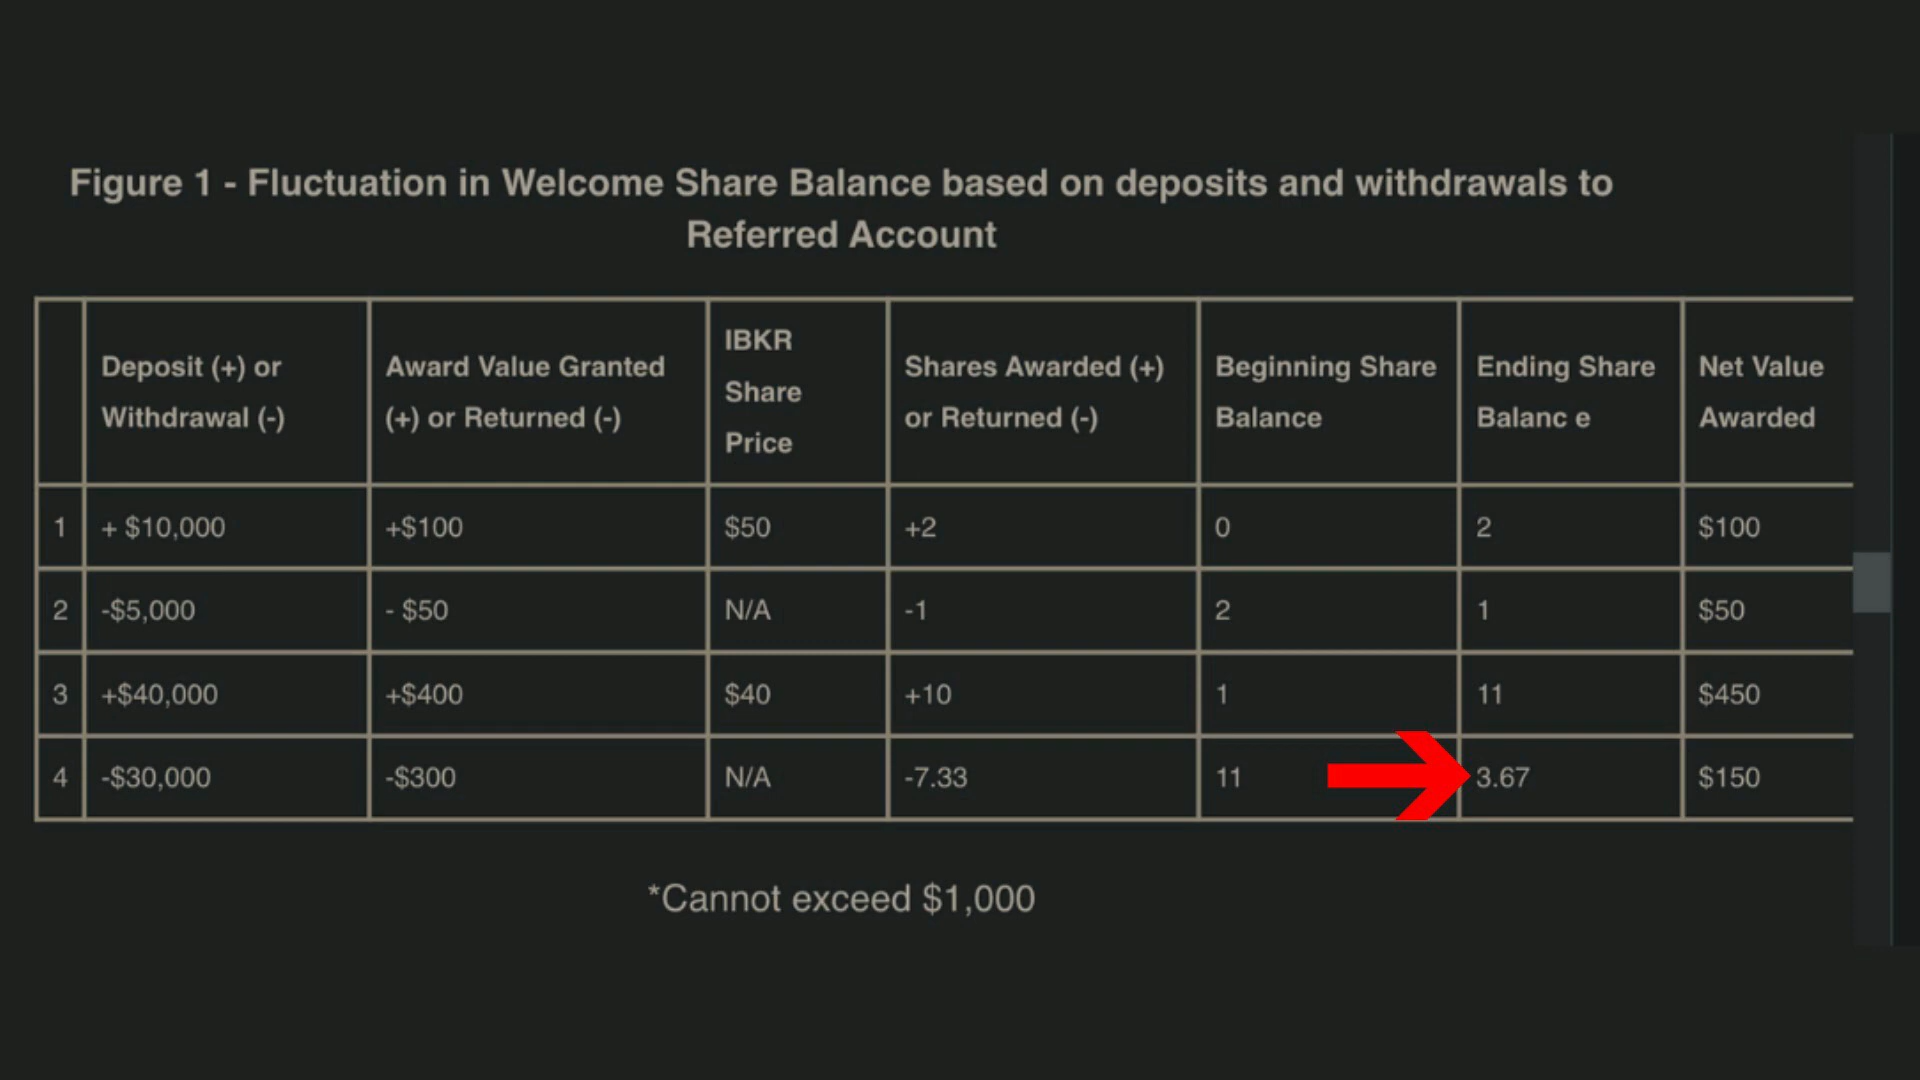 Figure 1 - Fluctuation in Welcome Share Balance based on deposits and withdrawals to
Referred Account
Deposit (+) or
Withdrawal (-)
Award Value Granted
(+) or Returned (-)
IBKR
Share
Price
Shares Awarded (+)
or Returned (-)
Beginning Share
Balance
Ending Share
Balanc e
Net Value
Awarded
1 + $10,000 +$100 $50 +2 0 2 $100
2 -$5,000 - $50 N/A -1 2 1 $50
3 +$40,000 +$400 $40 +10 1 11 $450
4 -$30,000 -$300 N/A -7.33 11 3.67 $150
*Cannot exceed $1,000